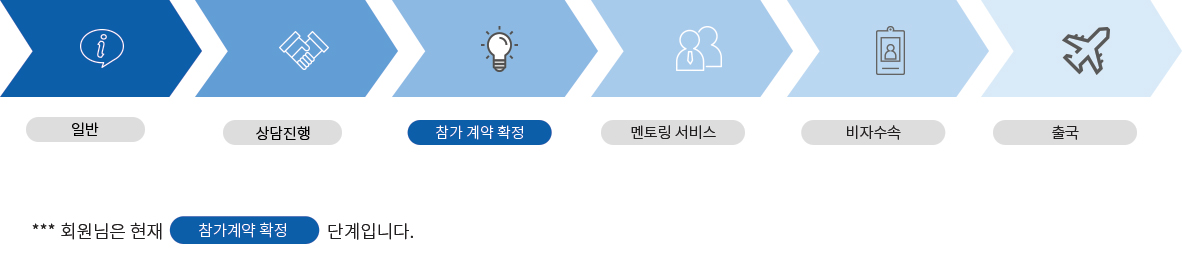 일반
상담진행
참가 계약 확정
멘토링 서비스
비자수속
출국
*** 회원님은 현재 참가계약 확정 단계입니다.